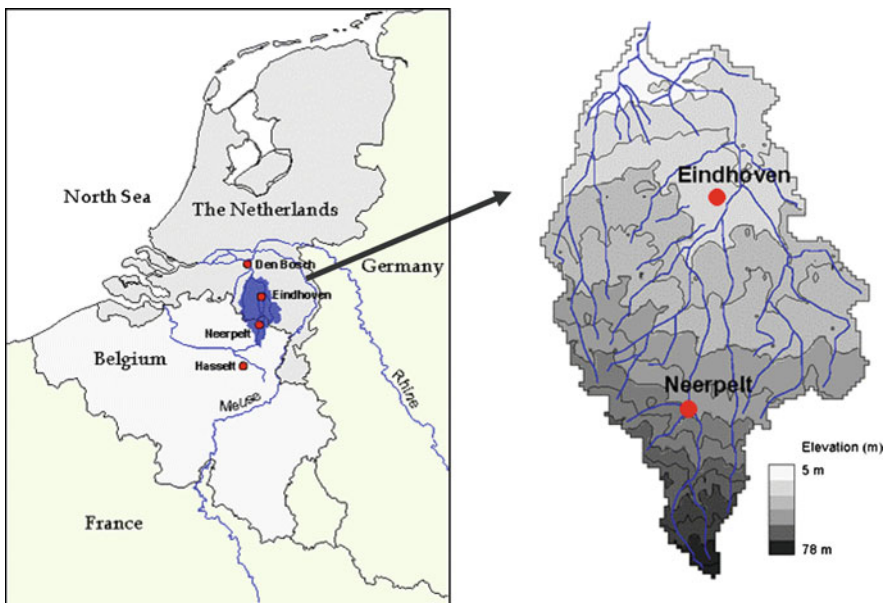 North Sea
The Netherlands
Den Bosch
Germany
Eindhoven
Neerpelt
Belgium
Hasselt
Meuse
Rhine
France
Eindhoven
Neerpelt
Elevation (m)
5 m
78 m